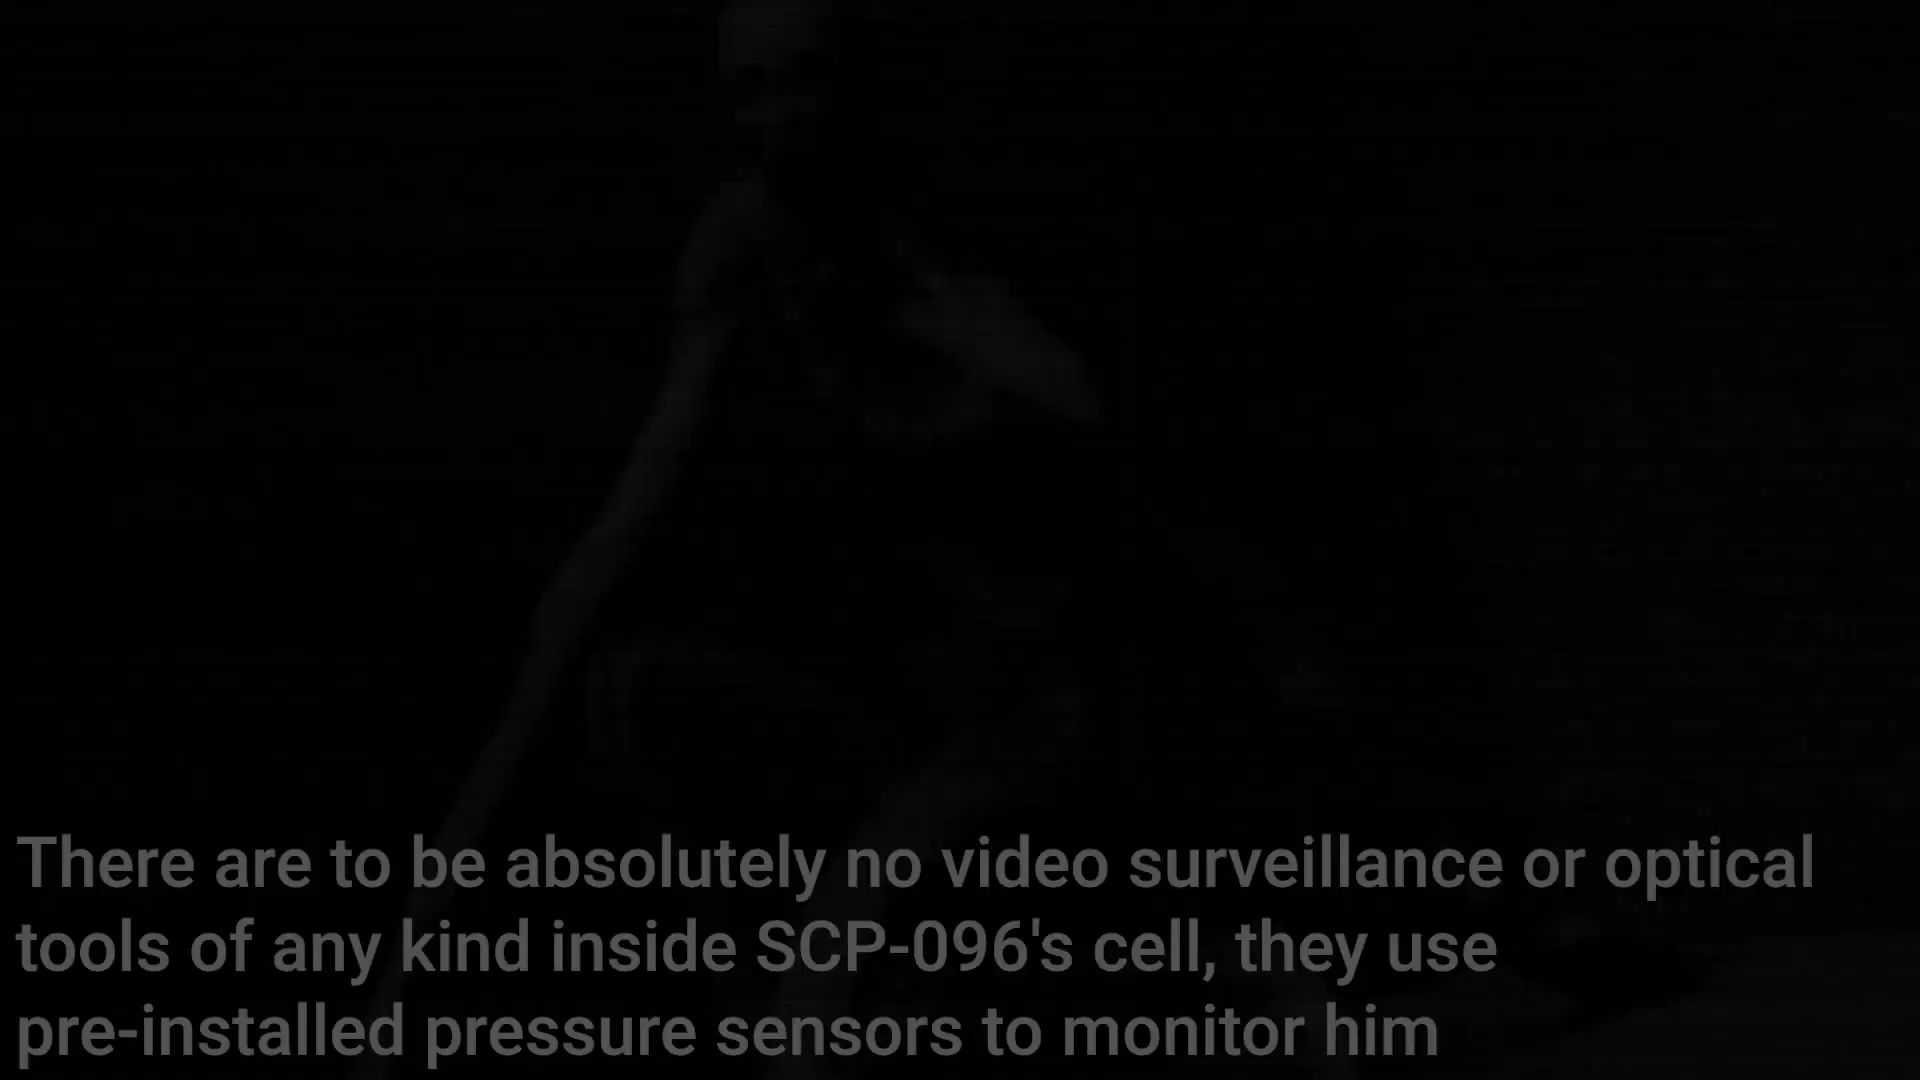 There are to be absolutely no video surveillance or optical
tools of any kind inside SCP-096's cell, they use
pre-installed pressure sensors to monitor him